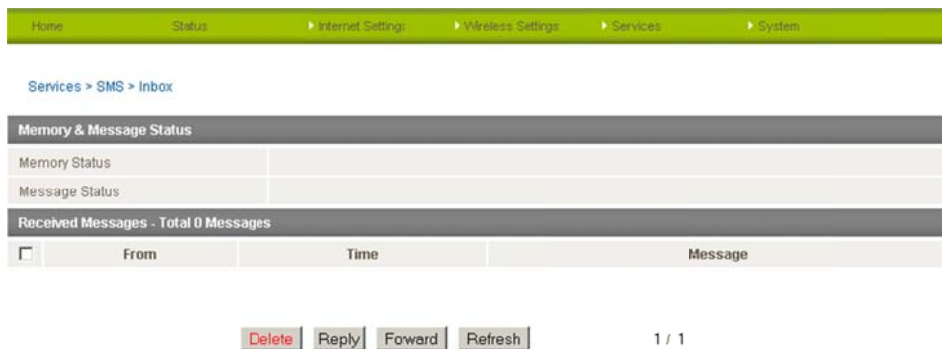 Home Status Internet Settings Wireless Settings Services System
Services > SMS > Inbox
Memory & Message Status
Memory Status
Message Status
Received Messages - Total 0 Messages
From Time Message
Delete Reply Foward Refresh 1 / 1